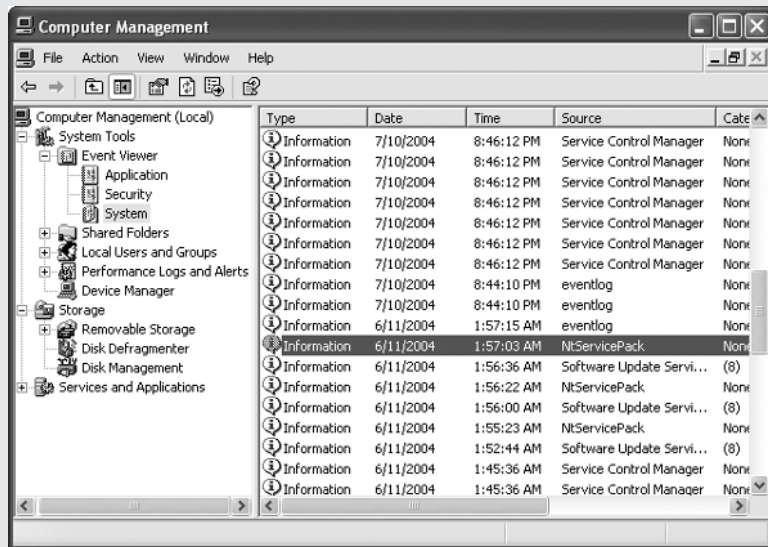 Computer Management
File Action View Window Help
Computer Management (Local)
System Tools
Event Viewer
Application
Security
System
Shared Folders
Local Users and Groups
Performance Logs and Alerts
Device Manager
Storage
Removable Storage
Disk Defragmenter
Disk Management
Services and Applications
Type Date Time Source Cate
Information 7/10/2004 8:46:12 PM Service Control Manager None
Information 7/10/2004 8:46:12 PM Service Control Manager None
Information 7/10/2004 8:46:12 PM Service Control Manager None
Information 7/10/2004 8:46:12 PM Service Control Manager None
Information 7/10/2004 8:46:12 PM Service Control Manager None
Information 7/10/2004 8:46:12 PM Service Control Manager None
Information 7/10/2004 8:46:12 PM Service Control Manager None
Information 7/10/2004 8:44:10 PM eventlog None
Information 7/10/2004 8:44:10 PM eventlog None
Information 6/11/2004 1:57:15 AM eventlog None
Information 6/11/2004 1:57:03 AM NtServicePack None
Information 6/11/2004 1:56:36 AM Software Update Servi... (8)
Information 6/11/2004 1:56:22 AM NtServicePack None
Information 6/11/2004 1:56:00 AM Software Update Servi... (8)
Information 6/11/2004 1:55:23 AM NtServicePack None
Information 6/11/2004 1:52:44 AM Software Update Servi... (8)
Information 6/11/2004 1:45:36 AM Service Control Manager None
Information 6/11/2004 1:45:36 AM Service Control Manager None